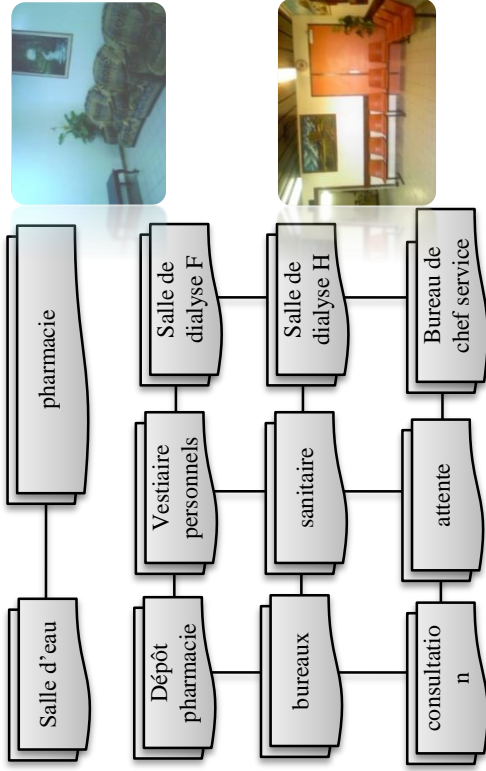 Salle d’eau
pharmacie
Dépôt
pharmacie
Vestiaire
personnels
Salle de
dialyse F
bureaux
sanitaire
Salle de
dialyse H
consultatio
n
attente
Bureau de
chef service